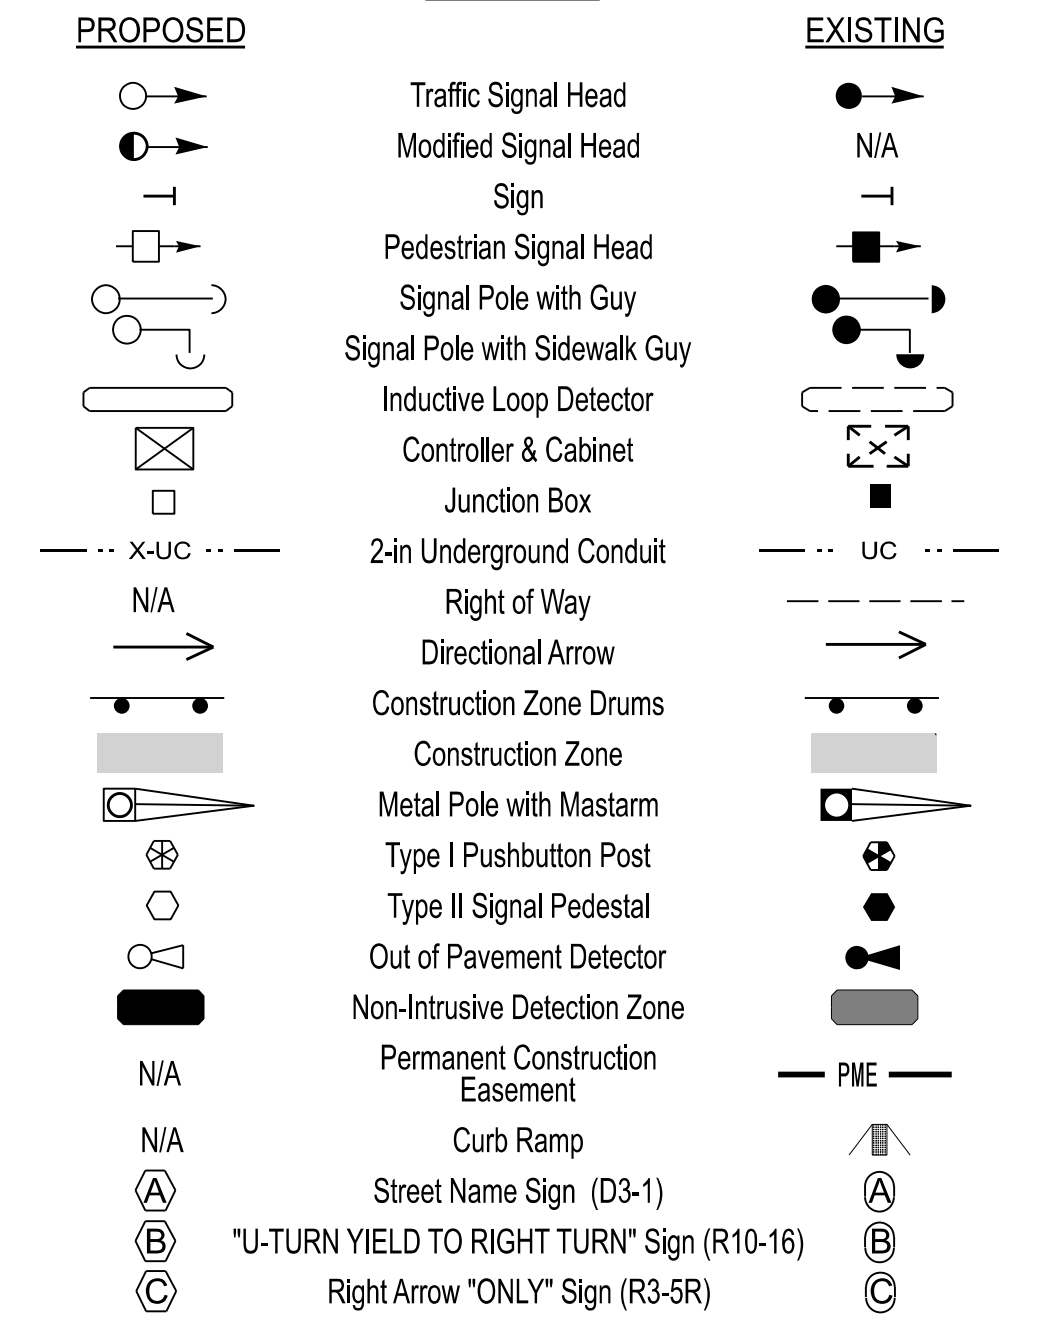 PROPOSED EXISTING
Traffic Signal Head
Modified Signal Head N/A
Sign
Pedestrian Signal Head
Signal Pole with Guy
Signal Pole with Sidewalk Guy
Inductive Loop Detector
Controller & Cabinet
Junction Box
X-UC 2-in Underground Conduit UC
N/A Right of Way
Directional Arrow
Construction Zone Drums
Construction Zone
Metal Pole with Mastarm
Type I Pushbutton Post
Type II Signal Pedestal
Out of Pavement Detector
Non-Intrusive Detection Zone
N/A Permanent Construction PME
Easement
N/A Curb Ramp
A Street Name Sign (D3-1) A
B "U-TURN YIELD TO RIGHT TURN" Sign (R10-16) B
C Right Arrow "ONLY" Sign (R3-5R) C